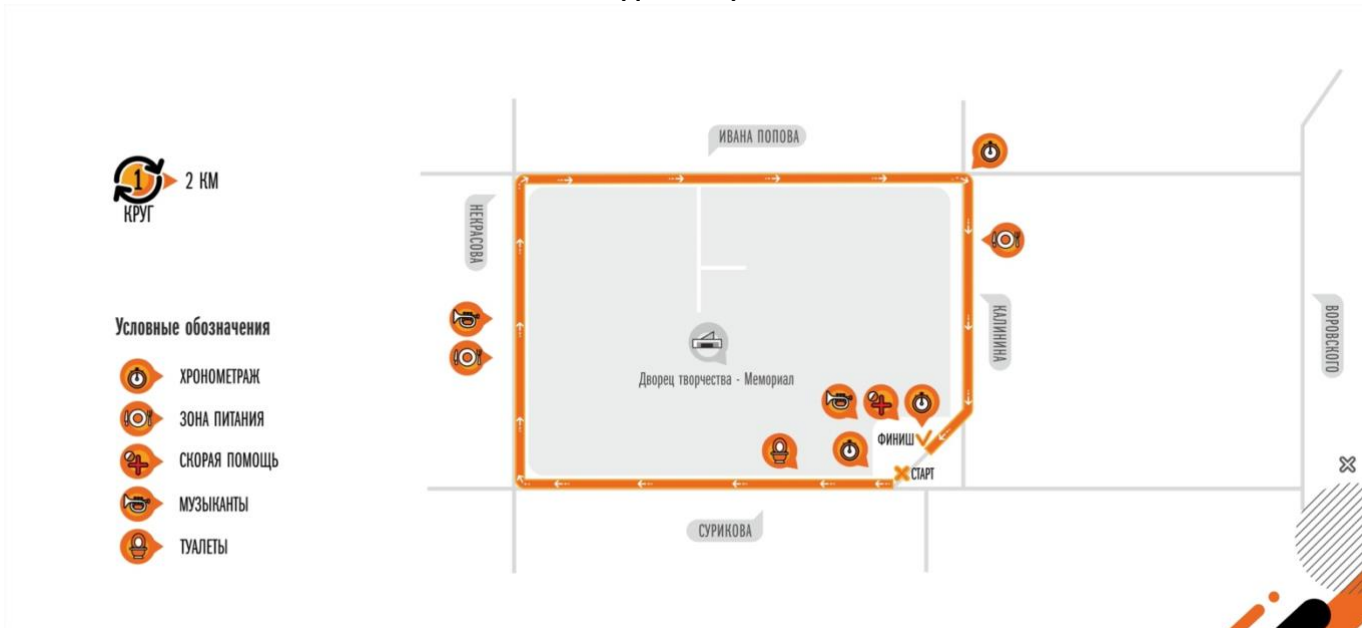 ИВАНА ПОПОВА
1
2 КМ
КРУГ
НЕКРАСОВА
КАЛИНИНА
ВОРОВСКОГО
Условные обозначения
ХРОНОМЕТРАЖ
ЗОНА ПИТАНИЯ
СКОРАЯ ПОМОЩЬ
МУЗЫКАНТЫ
ТУАЛЕТЫ
Дворец творчества - Мемориал
ФИНИШ
СТАРТ
СУРИКОВА